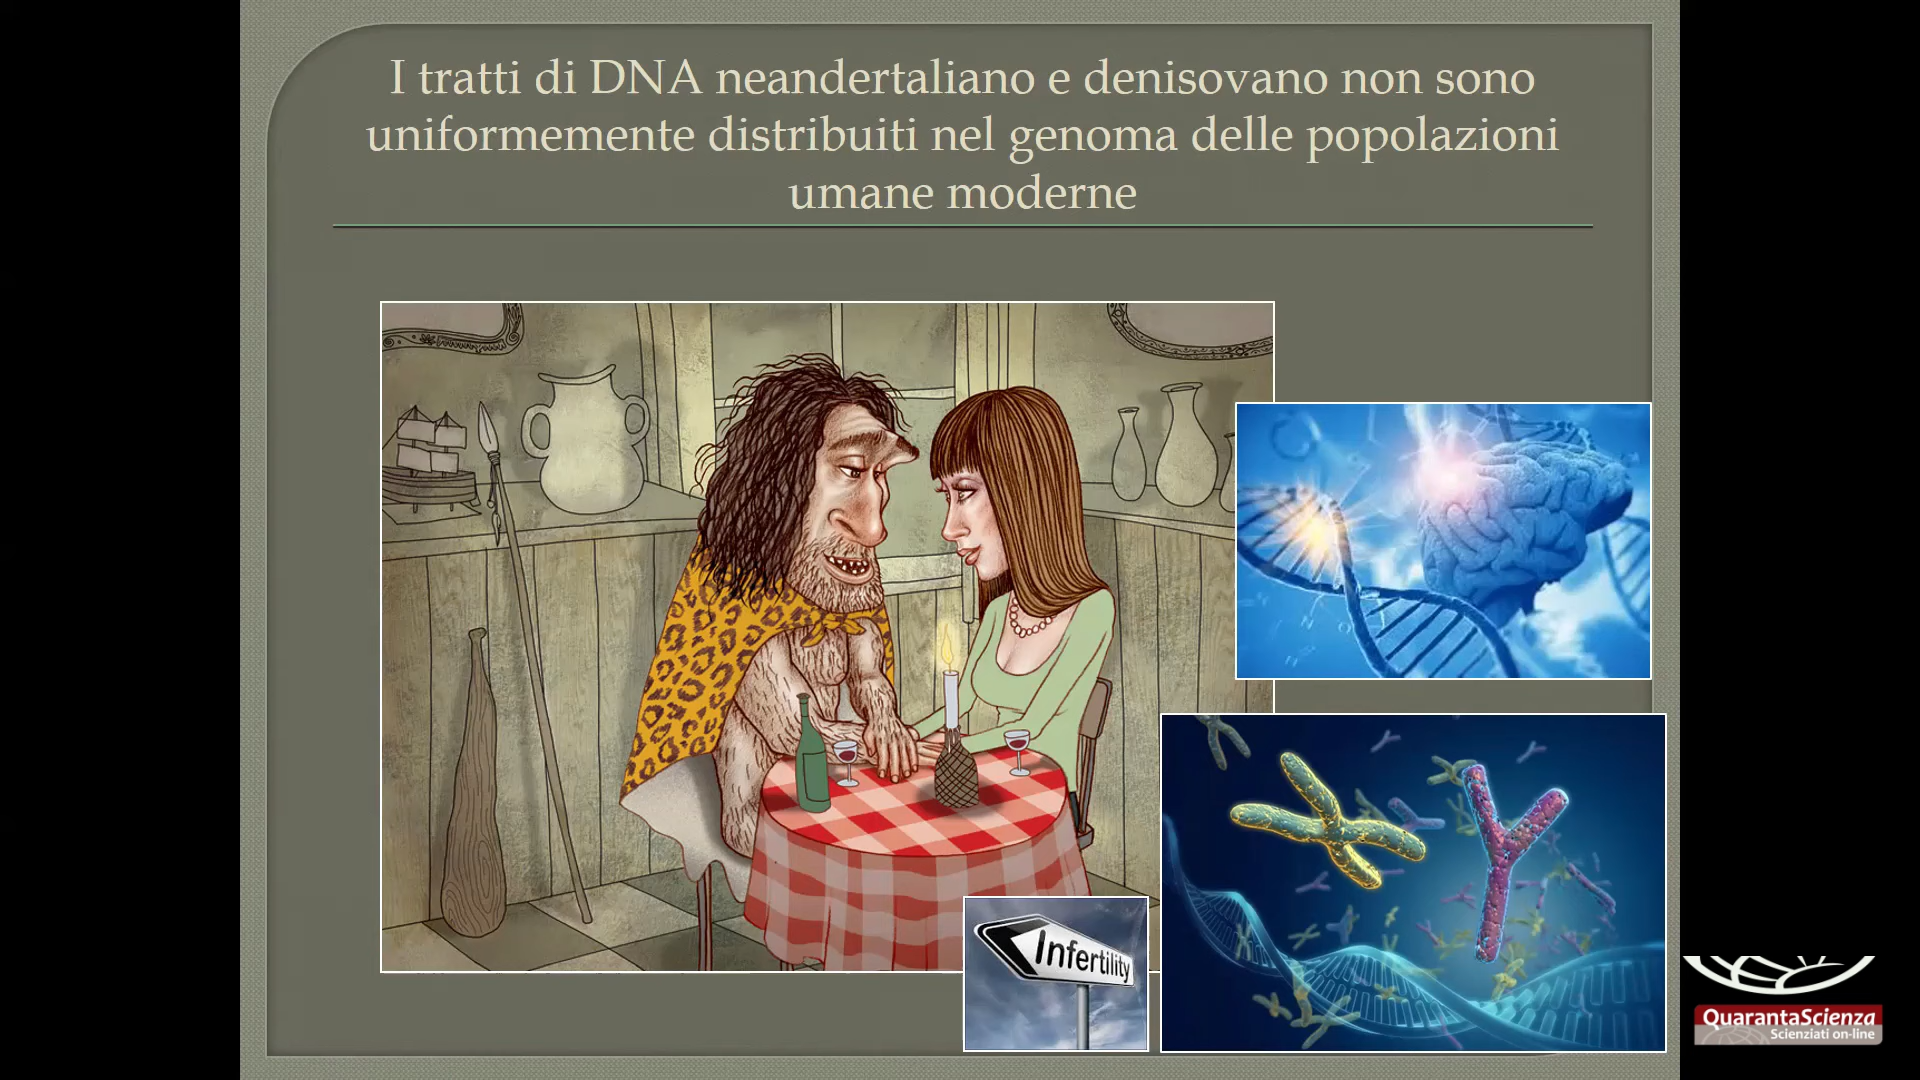 I tratti di DNA neandertaliano e denisovano non sono
uniformemente distribuiti nel genoma delle popolazioni
umane moderne
Infertility
QuarantaScienza
Scienziati on-line